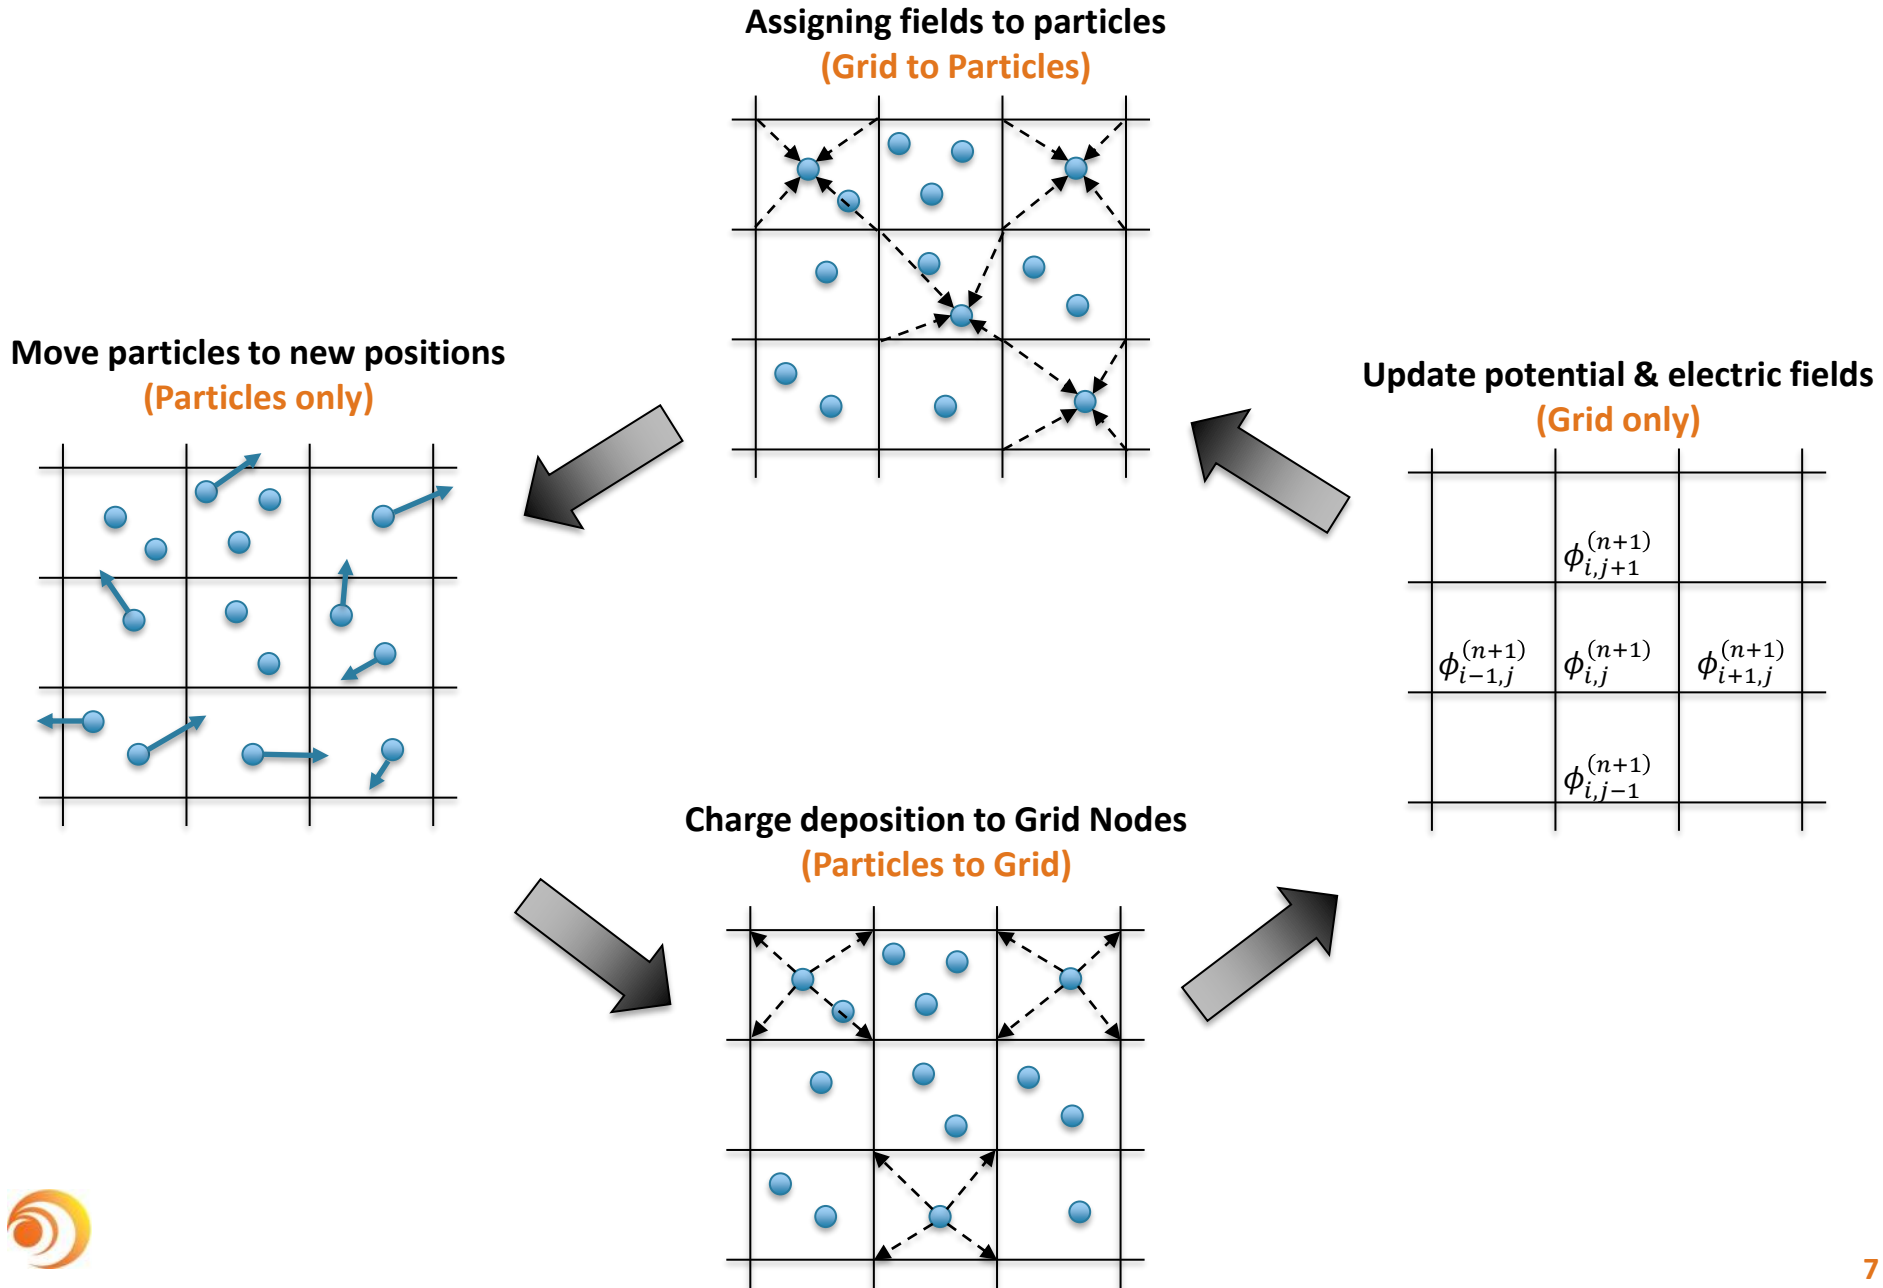 Assigning fields to particles
(Grid to Particles)
Move particles to new positions
(Particles only)
Update potential & electric fields
(Grid only)
ϕ_{i,j+1}^{(n+1)}
ϕ_{i−1,j}^{(n+1)} ϕ_{i,j}^{(n+1)} ϕ_{i+1,j}^{(n+1)}
ϕ_{i,j−1}^{(n+1)}
Charge deposition to Grid Nodes
(Particles to Grid)
7